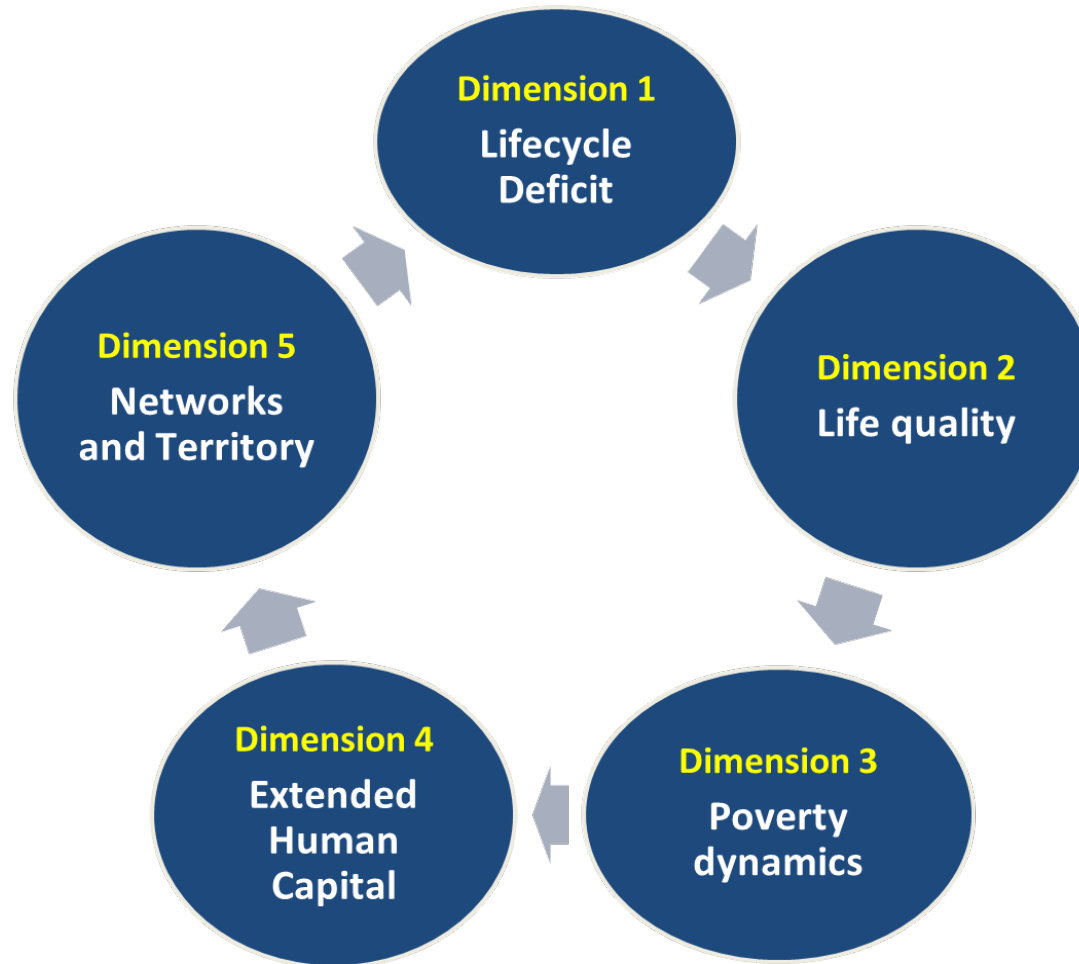 Dimension 1
Lifecycle
Deficit
Dimension 2
Life quality
Dimension 3
Poverty
dynamics
Dimension 4
Extended
Human
Capital
Dimension 5
Networks
and Territory